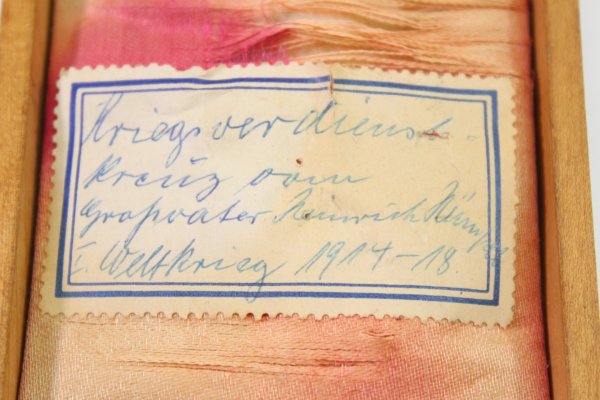 Kriegsverdienst-
kreuz vom
Großvater Heinrich
I. Weltkrieg 1914-18.